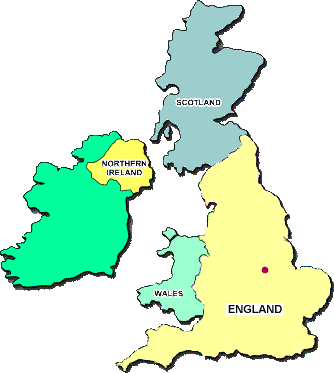 SCOTLAND
NORTHERN
IRELAND
WALES
ENGLAND